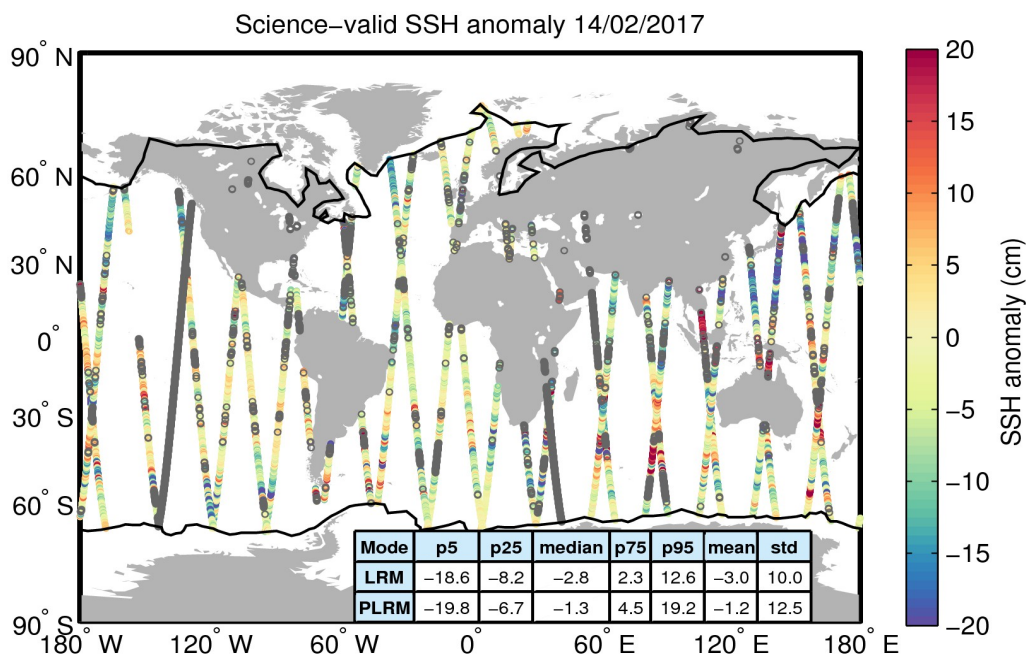 Science−valid SSH anomaly 14/02/2017
90° N
60° N
30° N
0°
30° S
60° S
90° S
180° W
120° W
60° W
0°
60° E
120° E
180° E
Mode p5 p25 median p75 p95 mean std
LRM −18.6 −8.2 −2.8 2.3 12.6 −3.0 10.0
PLRM −19.8 −6.7 −1.3 4.5 19.2 −1.2 12.5
20
15
10
5
0
−5
−10
−15
−20
SSH anomaly (cm)